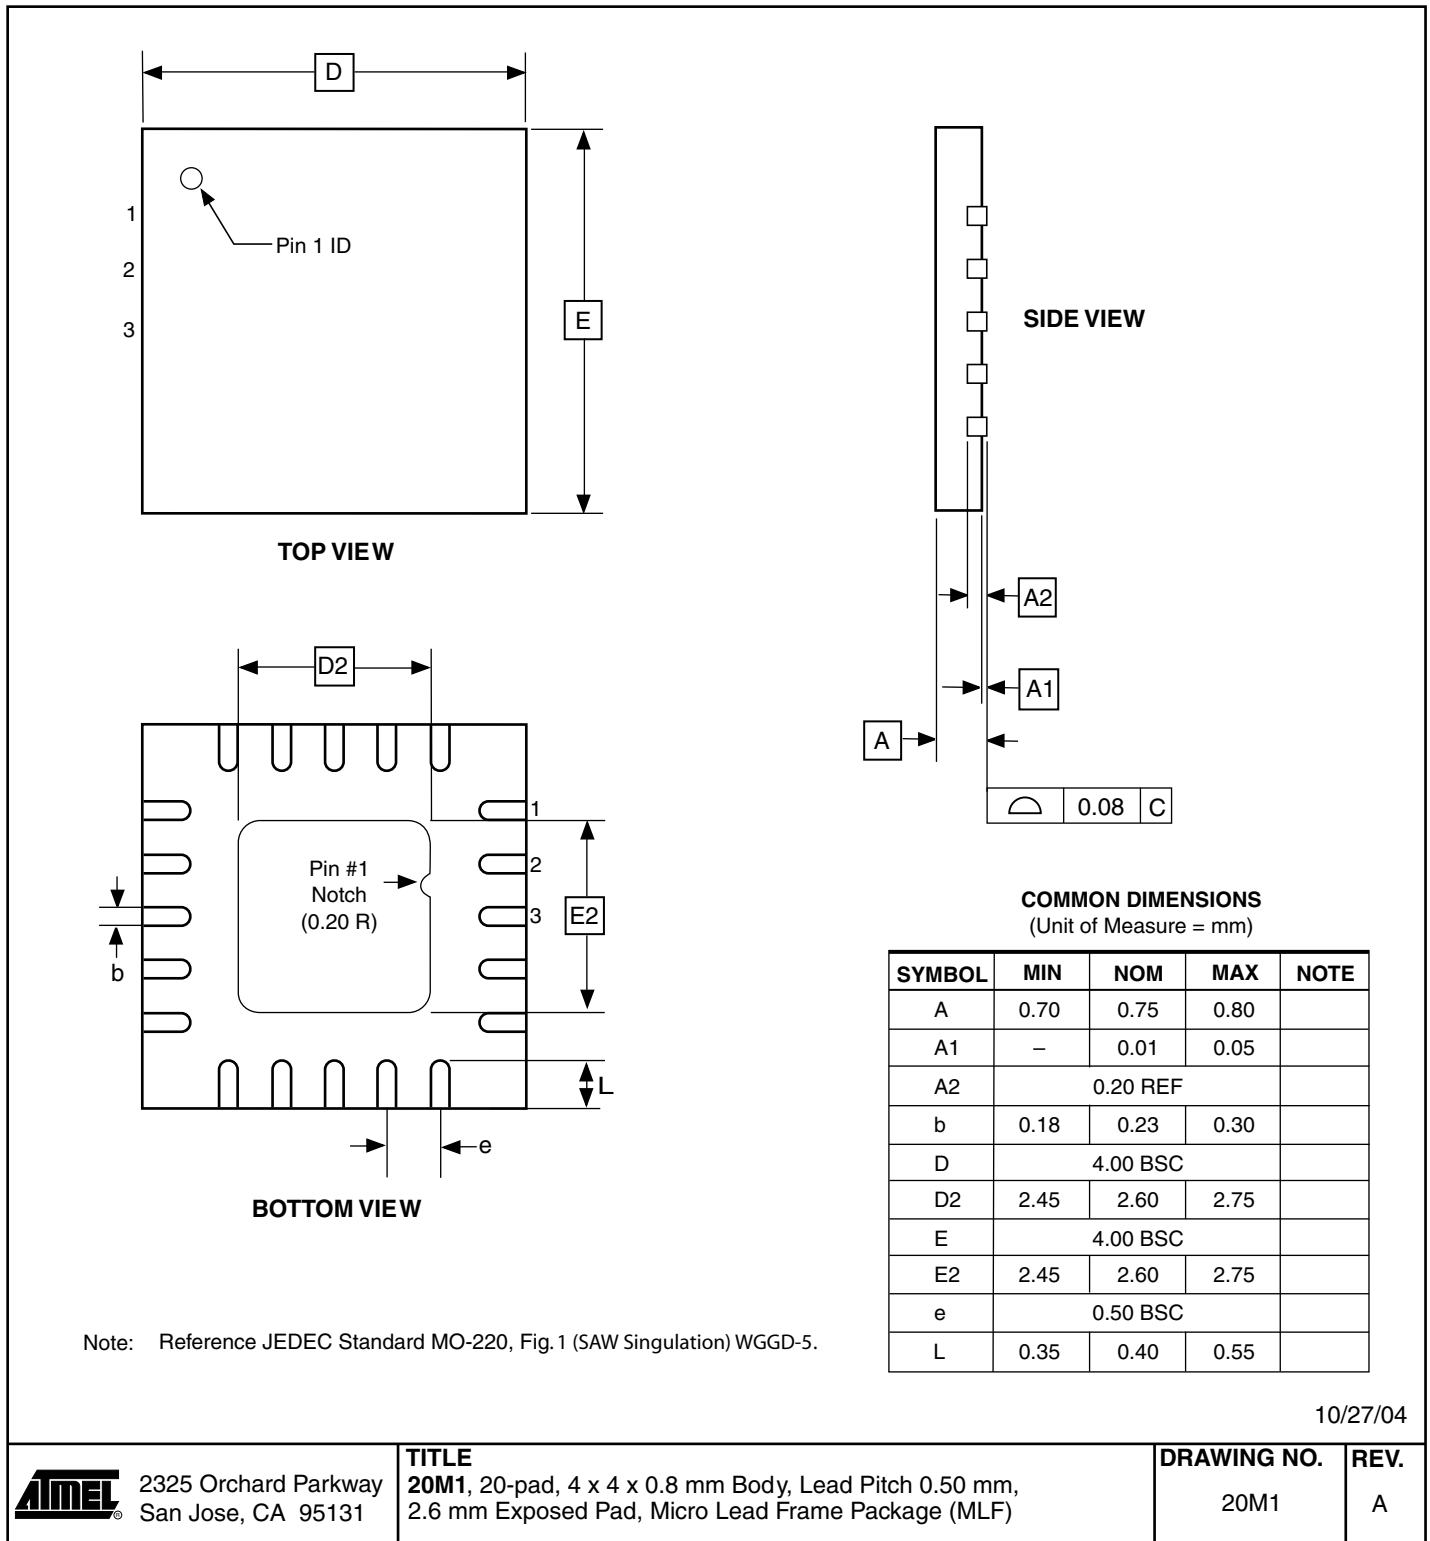 D
1
2
3
Pin 1 ID
E
TOP VIEW
SIDE VIEW
A2
A1
A
0.08 C
D2
1
2
3
Pin #1
Notch
(0.20 R)
E2
b
L
e
BOTTOM VIEW
COMMON DIMENSIONS
(Unit of Measure = mm)
SYMBOL MIN NOM MAX NOTE
A 0.70 0.75 0.80
A1 – 0.01 0.05
A2 0.20 REF
b 0.18 0.23 0.30
D 4.00 BSC
D2 2.45 2.60 2.75
E 4.00 BSC
E2 2.45 2.60 2.75
e 0.50 BSC
L 0.35 0.40 0.55
Note: Reference JEDEC Standard MO-220, Fig. 1 (SAW Singulation) WGGD-5.
10/27/04
ATMEL®
2325 Orchard Parkway
San Jose, CA 95131
TITLE
20M1, 20-pad, 4 x 4 x 0.8 mm Body, Lead Pitch 0.50 mm,
2.6 mm Exposed Pad, Micro Lead Frame Package (MLF)
DRAWING NO.
20M1
REV.
A